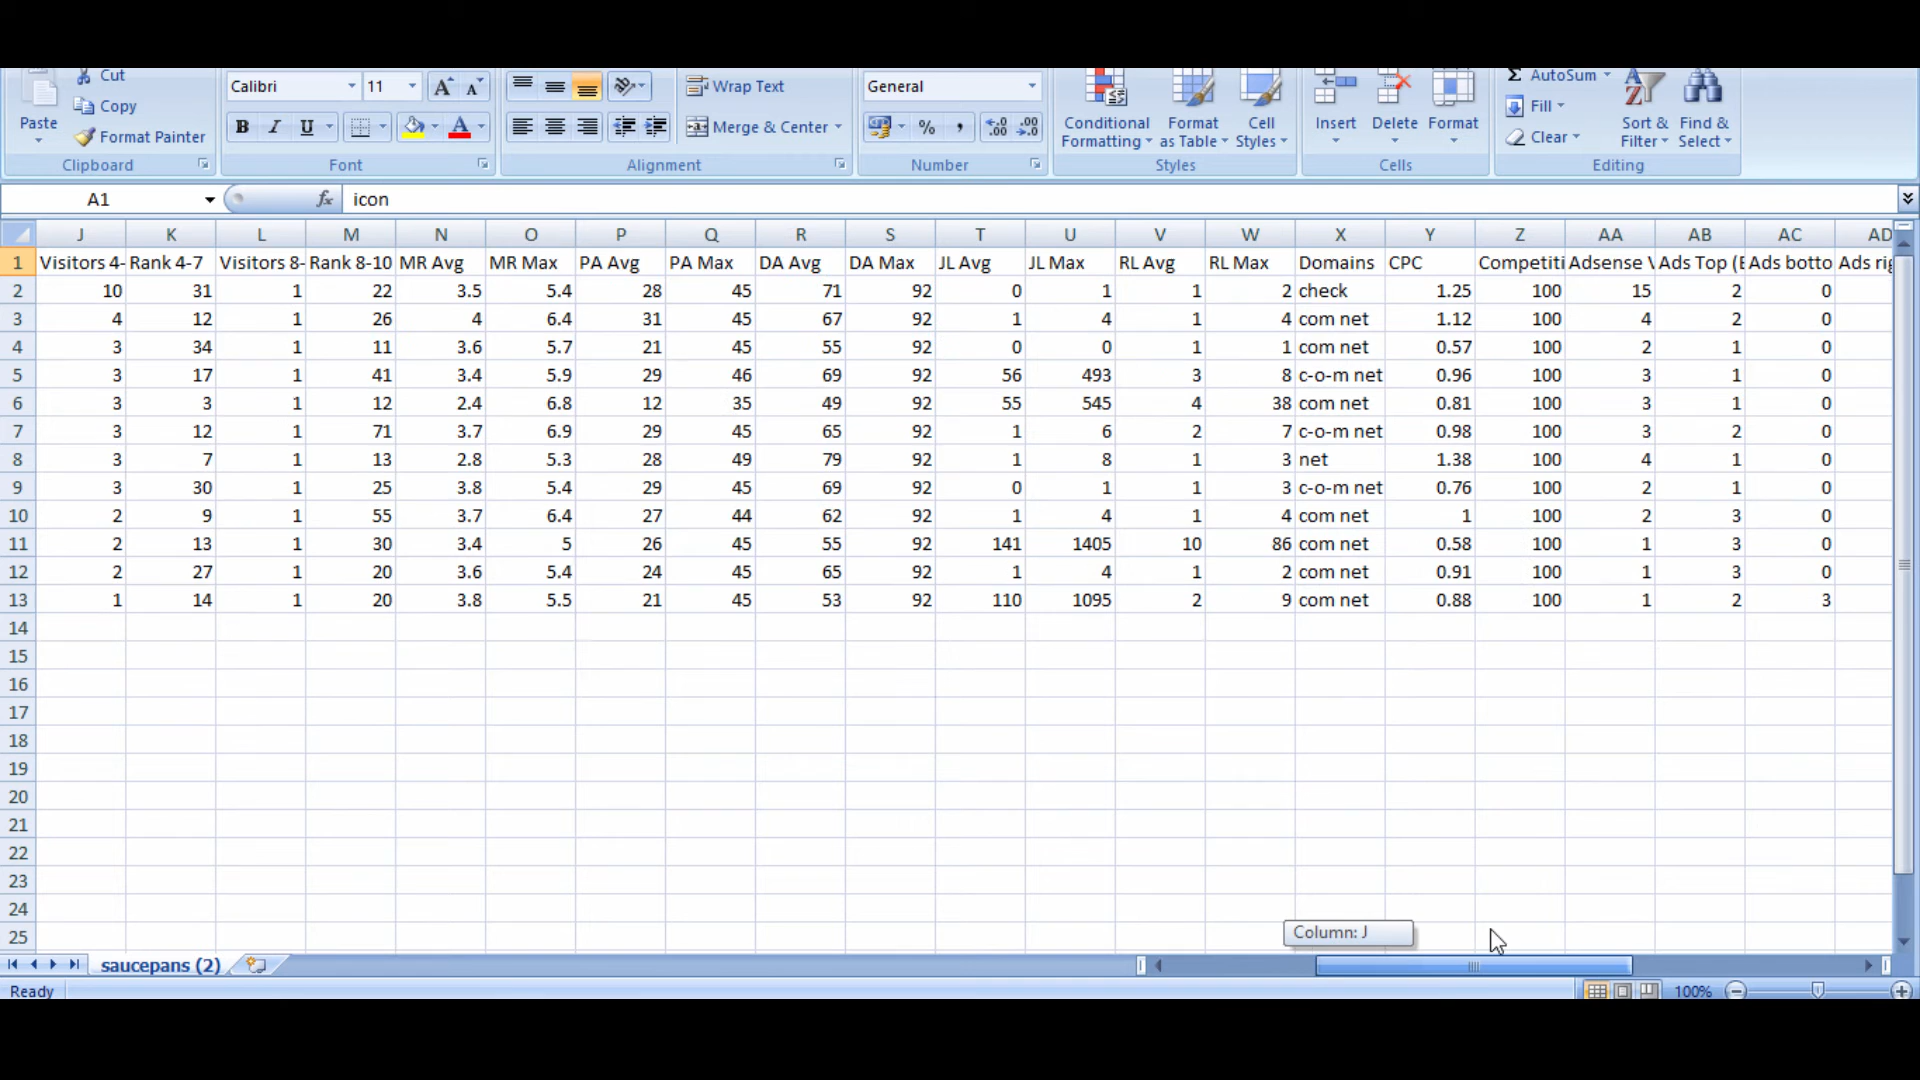 Cut
Copy
Format Painter
Paste
Clipboard
Calibri 11
B I U A
Font
Wrap Text
Merge & Center
Alignment
General
% ,
Number
Conditional Formatting
Format as Table
Cell Styles
Styles
Insert Delete Format
Cells
Σ AutoSum
Fill
Clear
Sort & Filter
Find & Select
Editing
A1 fx icon
J K L M N O P Q R S T U V W X Y Z AA AB AC AD
1 Visitors 4- Rank 4-7 Visitors 8- Rank 8-10 MR Avg MR Max PA Avg PA Max DA Avg DA Max JL Avg JL Max RL Avg RL Max Domains CPC Competiti Adsense Ads Top (E Ads botto Ads rig
2 10 31 1 22 3.5 5.4 28 45 71 92 0 1 1 2 check 1.25 100 15 2 0
3 4 12 1 26 4 6.4 31 45 67 92 1 4 1 4 com net 1.12 100 4 2 0
4 3 34 1 11 3.6 5.7 21 45 55 92 0 0 1 1 com net 0.57 100 2 1 0
5 3 17 1 41 3.4 5.9 29 46 69 92 56 493 3 8 c-o-m net 0.96 100 3 1 0
6 3 3 1 12 2.4 6.8 12 35 49 92 55 545 4 38 com net 0.81 100 3 1 0
7 3 12 1 71 3.7 6.9 29 45 65 92 1 6 2 7 c-o-m net 0.98 100 3 2 0
8 3 7 1 13 2.8 5.3 28 49 79 92 1 8 1 3 net 1.38 100 4 1 0
9 3 30 1 25 3.8 5.4 29 45 69 92 0 1 1 3 c-o-m net 0.76 100 2 1 0
10 2 9 1 55 3.7 6.4 27 44 62 92 1 4 1 4 com net 1 100 2 3 0
11 2 13 1 30 3.4 5 26 45 55 92 141 1405 10 86 com net 0.58 100 1 3 0
12 2 27 1 20 3.6 5.4 24 45 65 92 1 4 1 2 com net 0.91 100 1 3 0
13 1 14 1 20 3.8 5.5 21 45 53 92 110 1095 2 9 com net 0.88 100 1 2 3
14
15
16
17
18
19
20
21
22
23
24
25
Column: J
saucepans (2)
Ready
100%